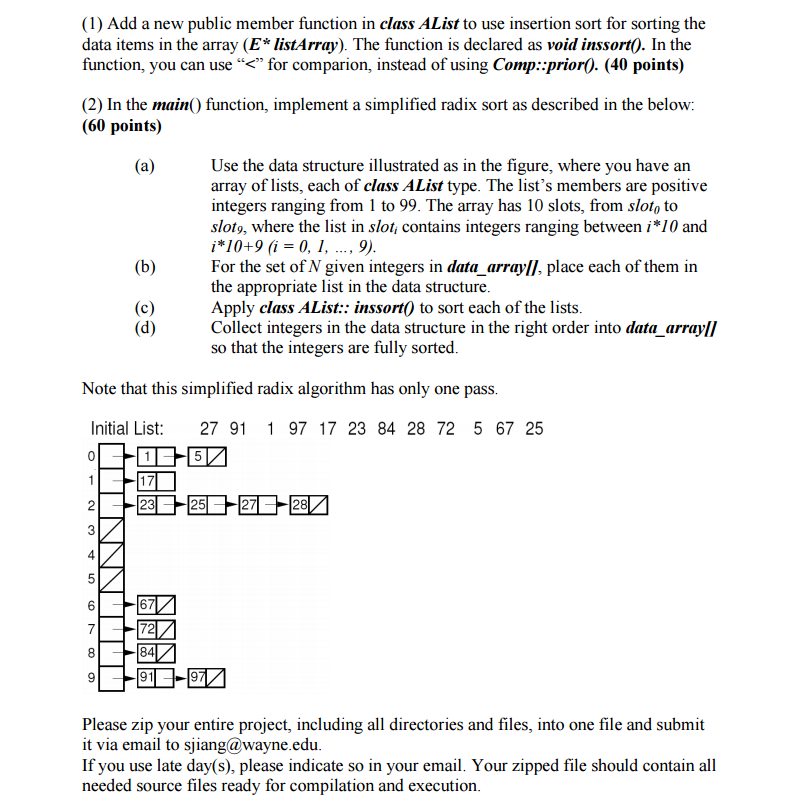 (1) Add a new public member function in class AList to use insertion sort for sorting the
data items in the array (E* listArray). The function is declared as void inssort(). In the
function, you can use “<” for comparion, instead of using Comp::prior(). (40 points)
(2) In the main() function, implement a simplified radix sort as described in the below:
(60 points)
(a) Use the data structure illustrated as in the figure, where you have an
array of lists, each of class AList type. The list’s members are positive
integers ranging from 1 to 99. The array has 10 slots, from slot0 to
slot9, where the list in sloti contains integers ranging between i*10 and
i*10+9 (i = 0, 1, ..., 9).
(b) For the set of N given integers in data_array[], place each of them in
the appropriate list in the data structure.
(c) Apply class AList:: inssort() to sort each of the lists.
(d) Collect integers in the data structure in the right order into data_array[]
so that the integers are fully sorted.
Note that this simplified radix algorithm has only one pass.
Initial List: 27 91 1 97 17 23 84 28 72 5 67 25
0 1 5
1 17
2 23 25 27 28
3
4
5
6 67
7 72
8 84
9 91 97
Please zip your entire project, including all directories and files, into one file and submit
it via email to sjiang@wayne.edu.
If you use late day(s), please indicate so in your email. Your zipped file should contain all
needed source files ready for compilation and execution.